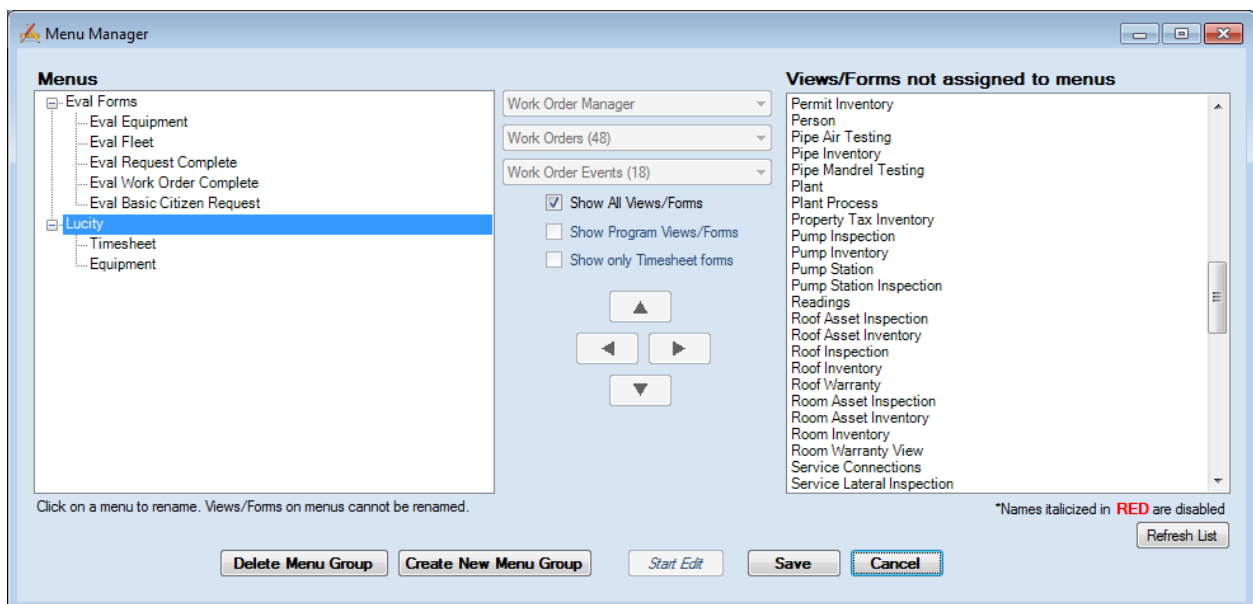 Menu Manager
Menus
Eval Forms
Eval Equipment
Eval Fleet
Eval Request Complete
Eval Work Order Complete
Eval Basic Citizen Request
Lucity
Timesheet
Equipment
Click on a menu to rename. Views/Forms on menus cannot be renamed.
Work Order Manager
Work Orders (48)
Work Order Events (18)
Show All Views/Forms
Show Program Views/Forms
Show only Timesheet forms
Views/Forms not assigned to menus
Permit Inventory
Person
Pipe Air Testing
Pipe Inventory
Pipe Mandrel Testing
Plant
Plant Process
Property Tax Inventory
Pump Inspection
Pump Inventory
Pump Station
Pump Station Inspection
Readings
Roof Asset Inspection
Roof Asset Inventory
Roof Inspection
Roof Inventory
Roof Warranty
Room Asset Inspection
Room Asset Inventory
Room Inventory
Room Warranty View
Service Connections
Service Lateral Inspection
*Names italicized in RED are disabled
Refresh List
Delete Menu Group
Create New Menu Group
Start Edit
Save
Cancel